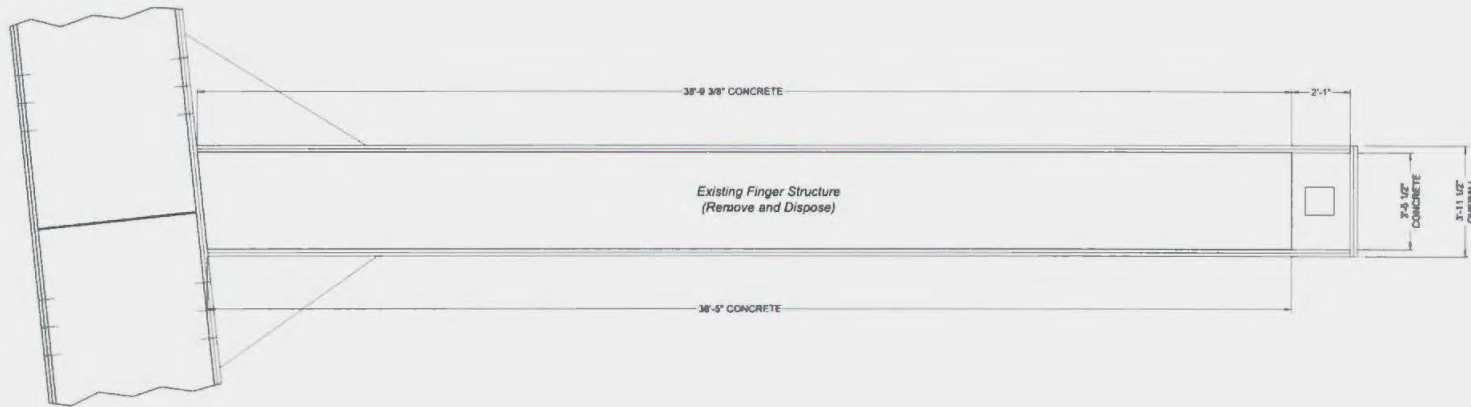 38'-9 3/8" CONCRETE
2'-1"
Existing Finger Structure
(Remove and Dispose)
3'-5 1/2"
CONCRETE
3'-11 1/2"
38'-5" CONCRETE